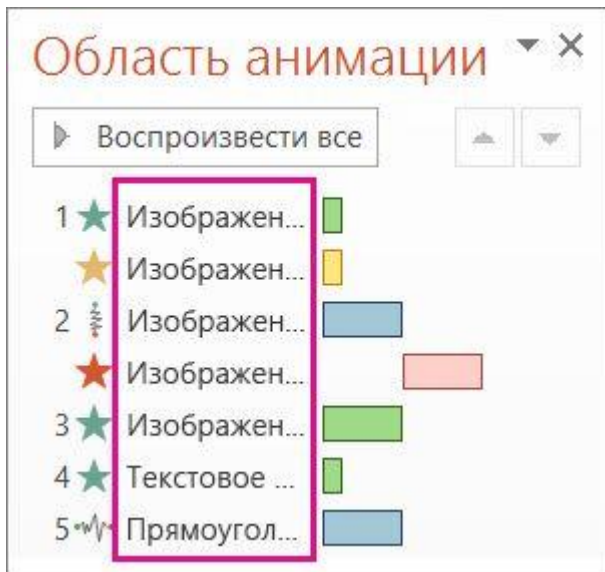 Область анимации
Воспроизвести все
1 Изображен...
Изображен...
2 Изображен...
Изображен...
3 Изображен...
4 Текстовое ...
5 Прямоугол...